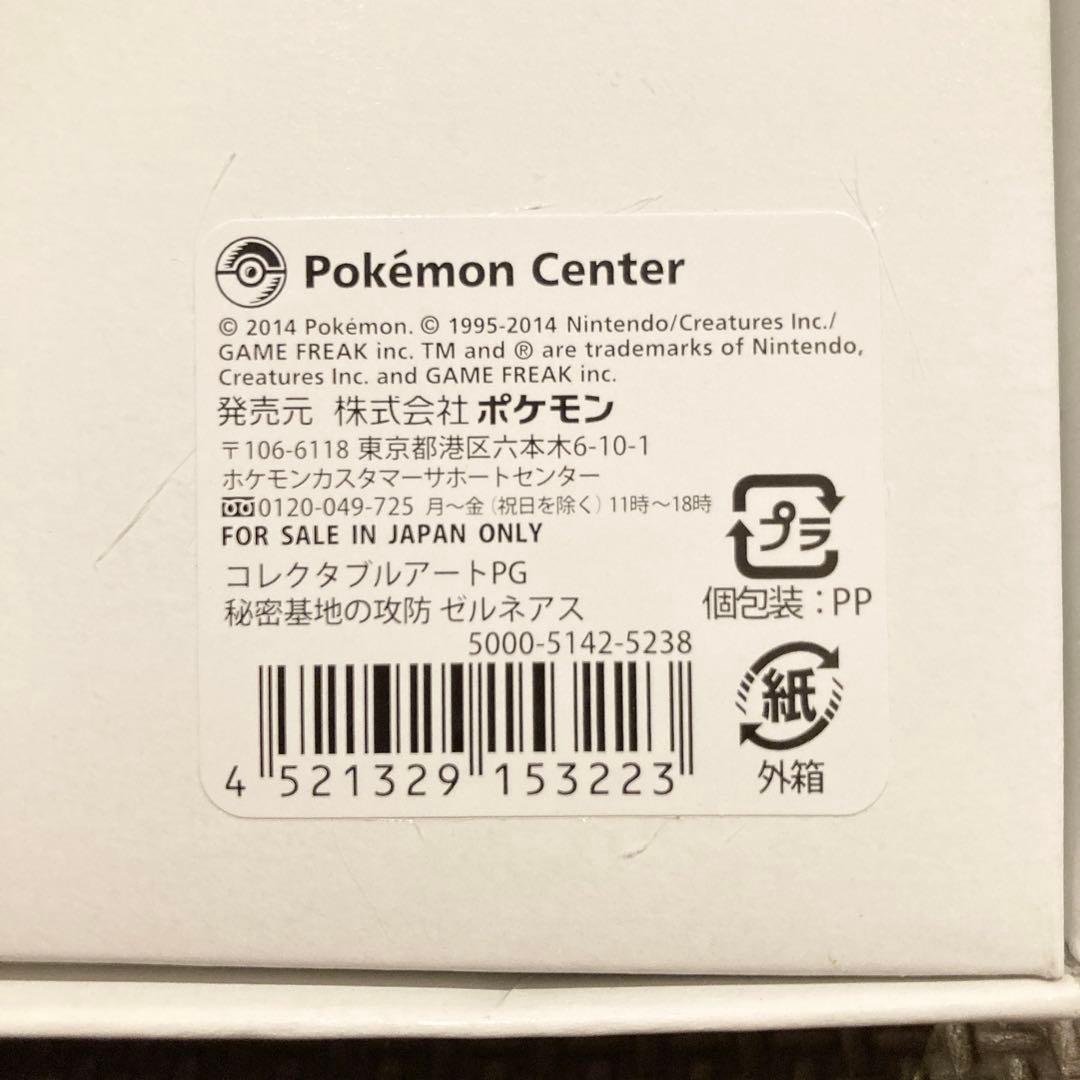 Pokémon Center
© 2014 Pokémon. © 1995-2014 Nintendo/Creatures Inc./
GAME FREAK inc. TM and ® are trademarks of Nintendo,
Creatures Inc. and GAME FREAK inc.
発売元 株式会社 ポケモン
〒106-6118 東京都港区六本木6-10-1
ポケモンカスタマーサポートセンター
0120-049-725 月～金（祝日を除く）11時～18時
FOR SALE IN JAPAN ONLY
コレクタブルアートPG
秘密基地の攻防 ゼルネアス
5000-5142-5238
4 521329 153223
プラ
個包装：PP
紙
外箱